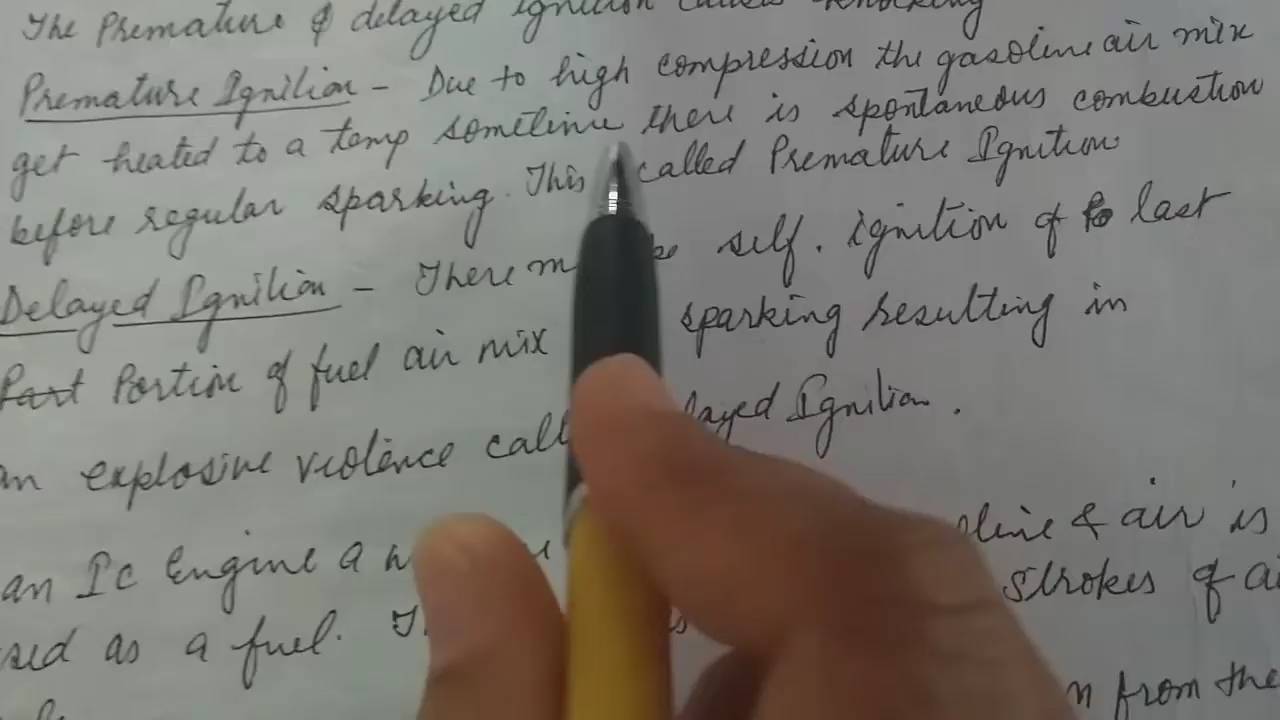 The Premature & delayed ignition knocking
Premature Ignition - Due to high compression the gasoline air mix
get heated to a temp sometime there is spontaneous combustion
before regular sparking. This called Premature Ignition
Delayed Ignition - There self. ignition of last
Part Portion of fuel air mix sparking resulting in
an explosive violence Ignition.
an Ic Engine a & air is
as a fuel. strokes of
from the